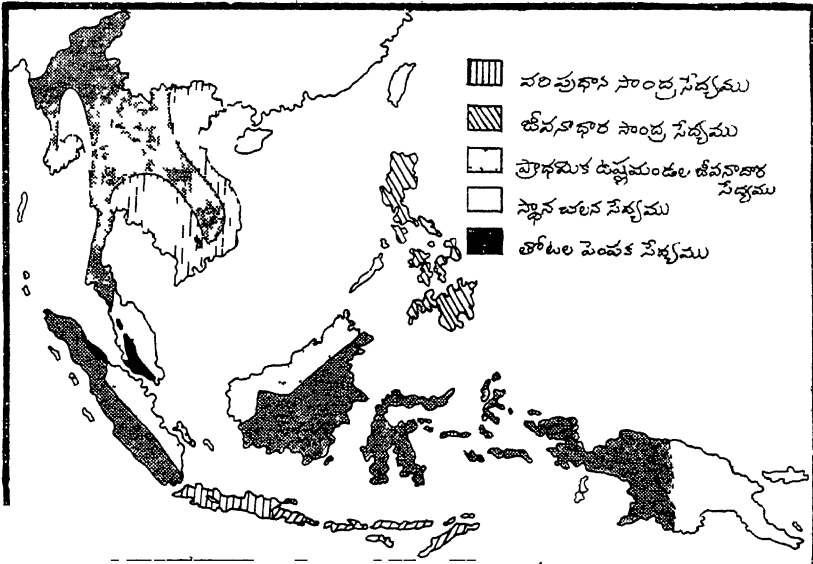 వరి ప్రధాన సాంద్ర సేద్యము
జీవనాధార సాంద్ర సేద్యము
ప్రాథమిక ఉష్ణమండల జీవనాధార
సేద్యము
స్థాన చలన సేద్యము
తోటల పెంపక సేద్యము